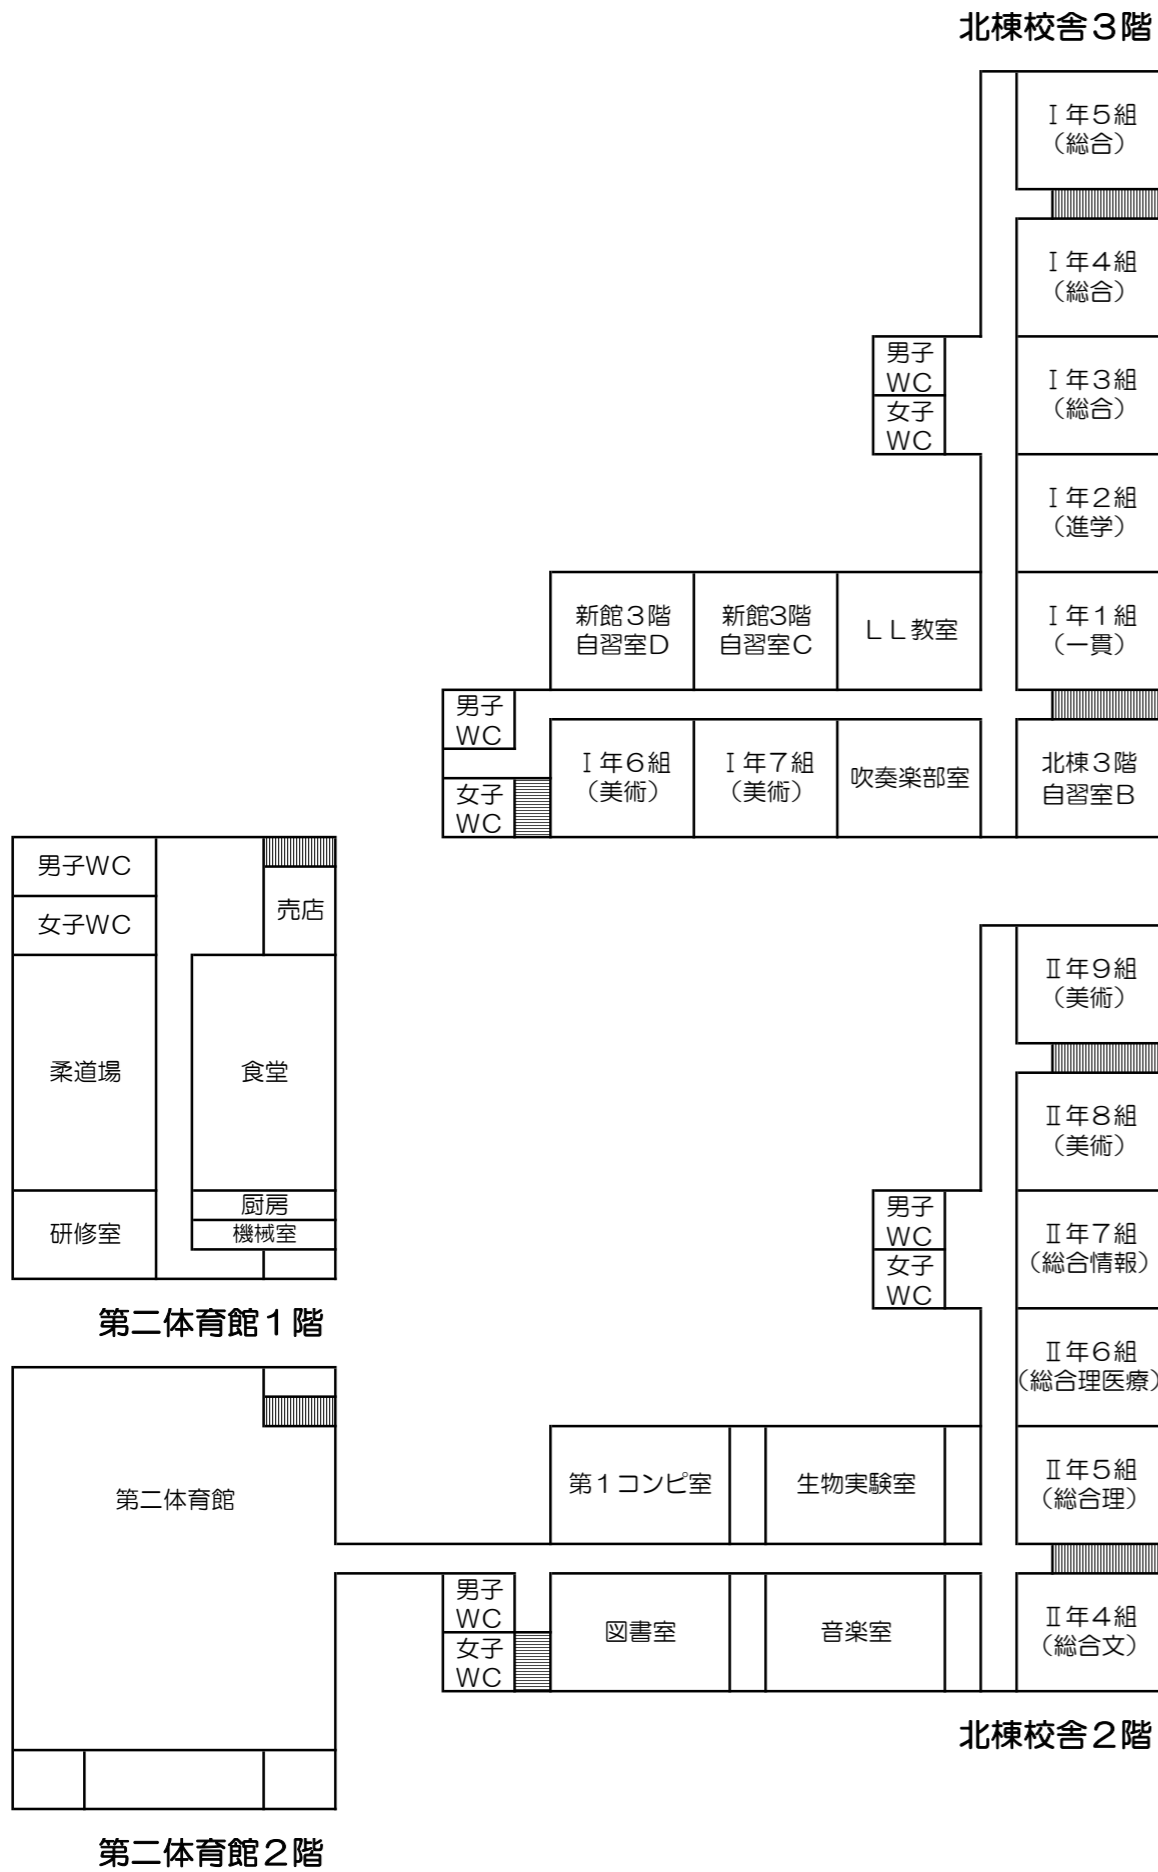 北棟校舎３階
Ⅰ年５組
（総合）
Ⅰ年４組
（総合）
男子
ＷＣ
女子
ＷＣ
Ⅰ年３組
（総合）
Ⅰ年２組
（進学）
新館３階
自習室Ｄ
新館3階
自習室Ｃ
ＬＬ教室
Ⅰ年１組
（一貫）
男子
ＷＣ
女子
ＷＣ
Ⅰ年６組
（美術）
Ⅰ年７組
（美術）
吹奏楽部室
北棟３階
自習室Ｂ
男子ＷＣ
女子ＷＣ
売店
柔道場
食堂
研修室
厨房
機械室
第二体育館１階
Ⅱ年９組
（美術）
Ⅱ年８組
（美術）
男子
ＷＣ
女子
ＷＣ
Ⅱ年７組
（総合情報）
Ⅱ年６組
（総合理医療）
第二体育館
第１コンピ室
生物実験室
Ⅱ年５組
（総合理）
男子
ＷＣ
女子
ＷＣ
図書室
音楽室
Ⅱ年４組
（総合文）
北棟校舎２階
第二体育館２階